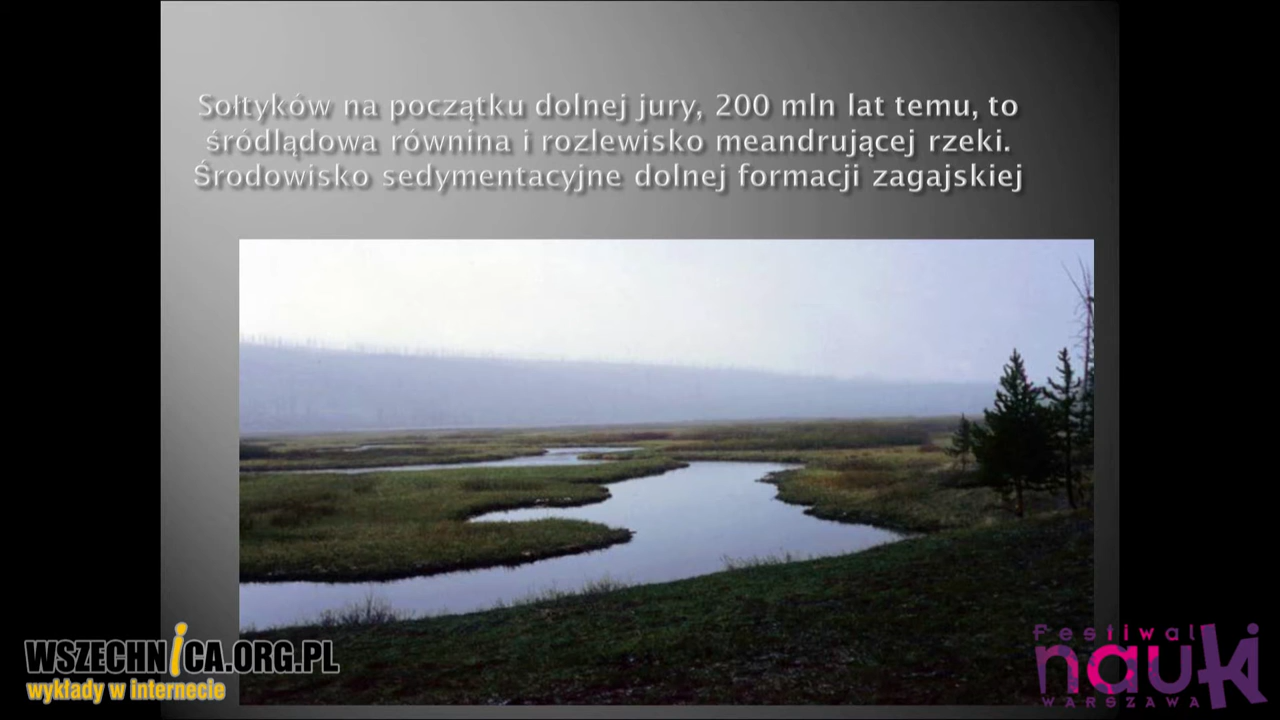 Sołtyków na początku dolnej jury, 200 mln lat temu, to
śródlądowa równina i rozlewisko meandrującej rzeki.
Środowisko sedymentacyjne dolnej formacji zagajskiej
WSZECHNiCA.ORG.PL
wykłady w internecie
Festiwal
nauki
WARSZAWA